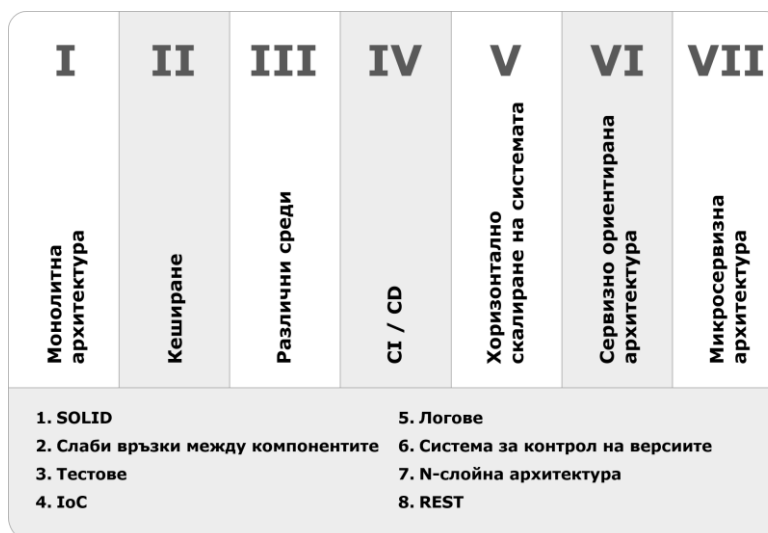 I
II
III
IV
V
VI
VII
Монолитна
архитектура
Кеширане
Различни среди
CI / CD
Хоризонтално
скалиране на системата
Сервизно ориентирана
архитектура
Микросервизна
архитектура
1. SOLID
2. Слаби връзки между компонентите
3. Тестове
4. IoC
5. Логове
6. Система за контрол на версиите
7. N-слойна архитектура
8. REST